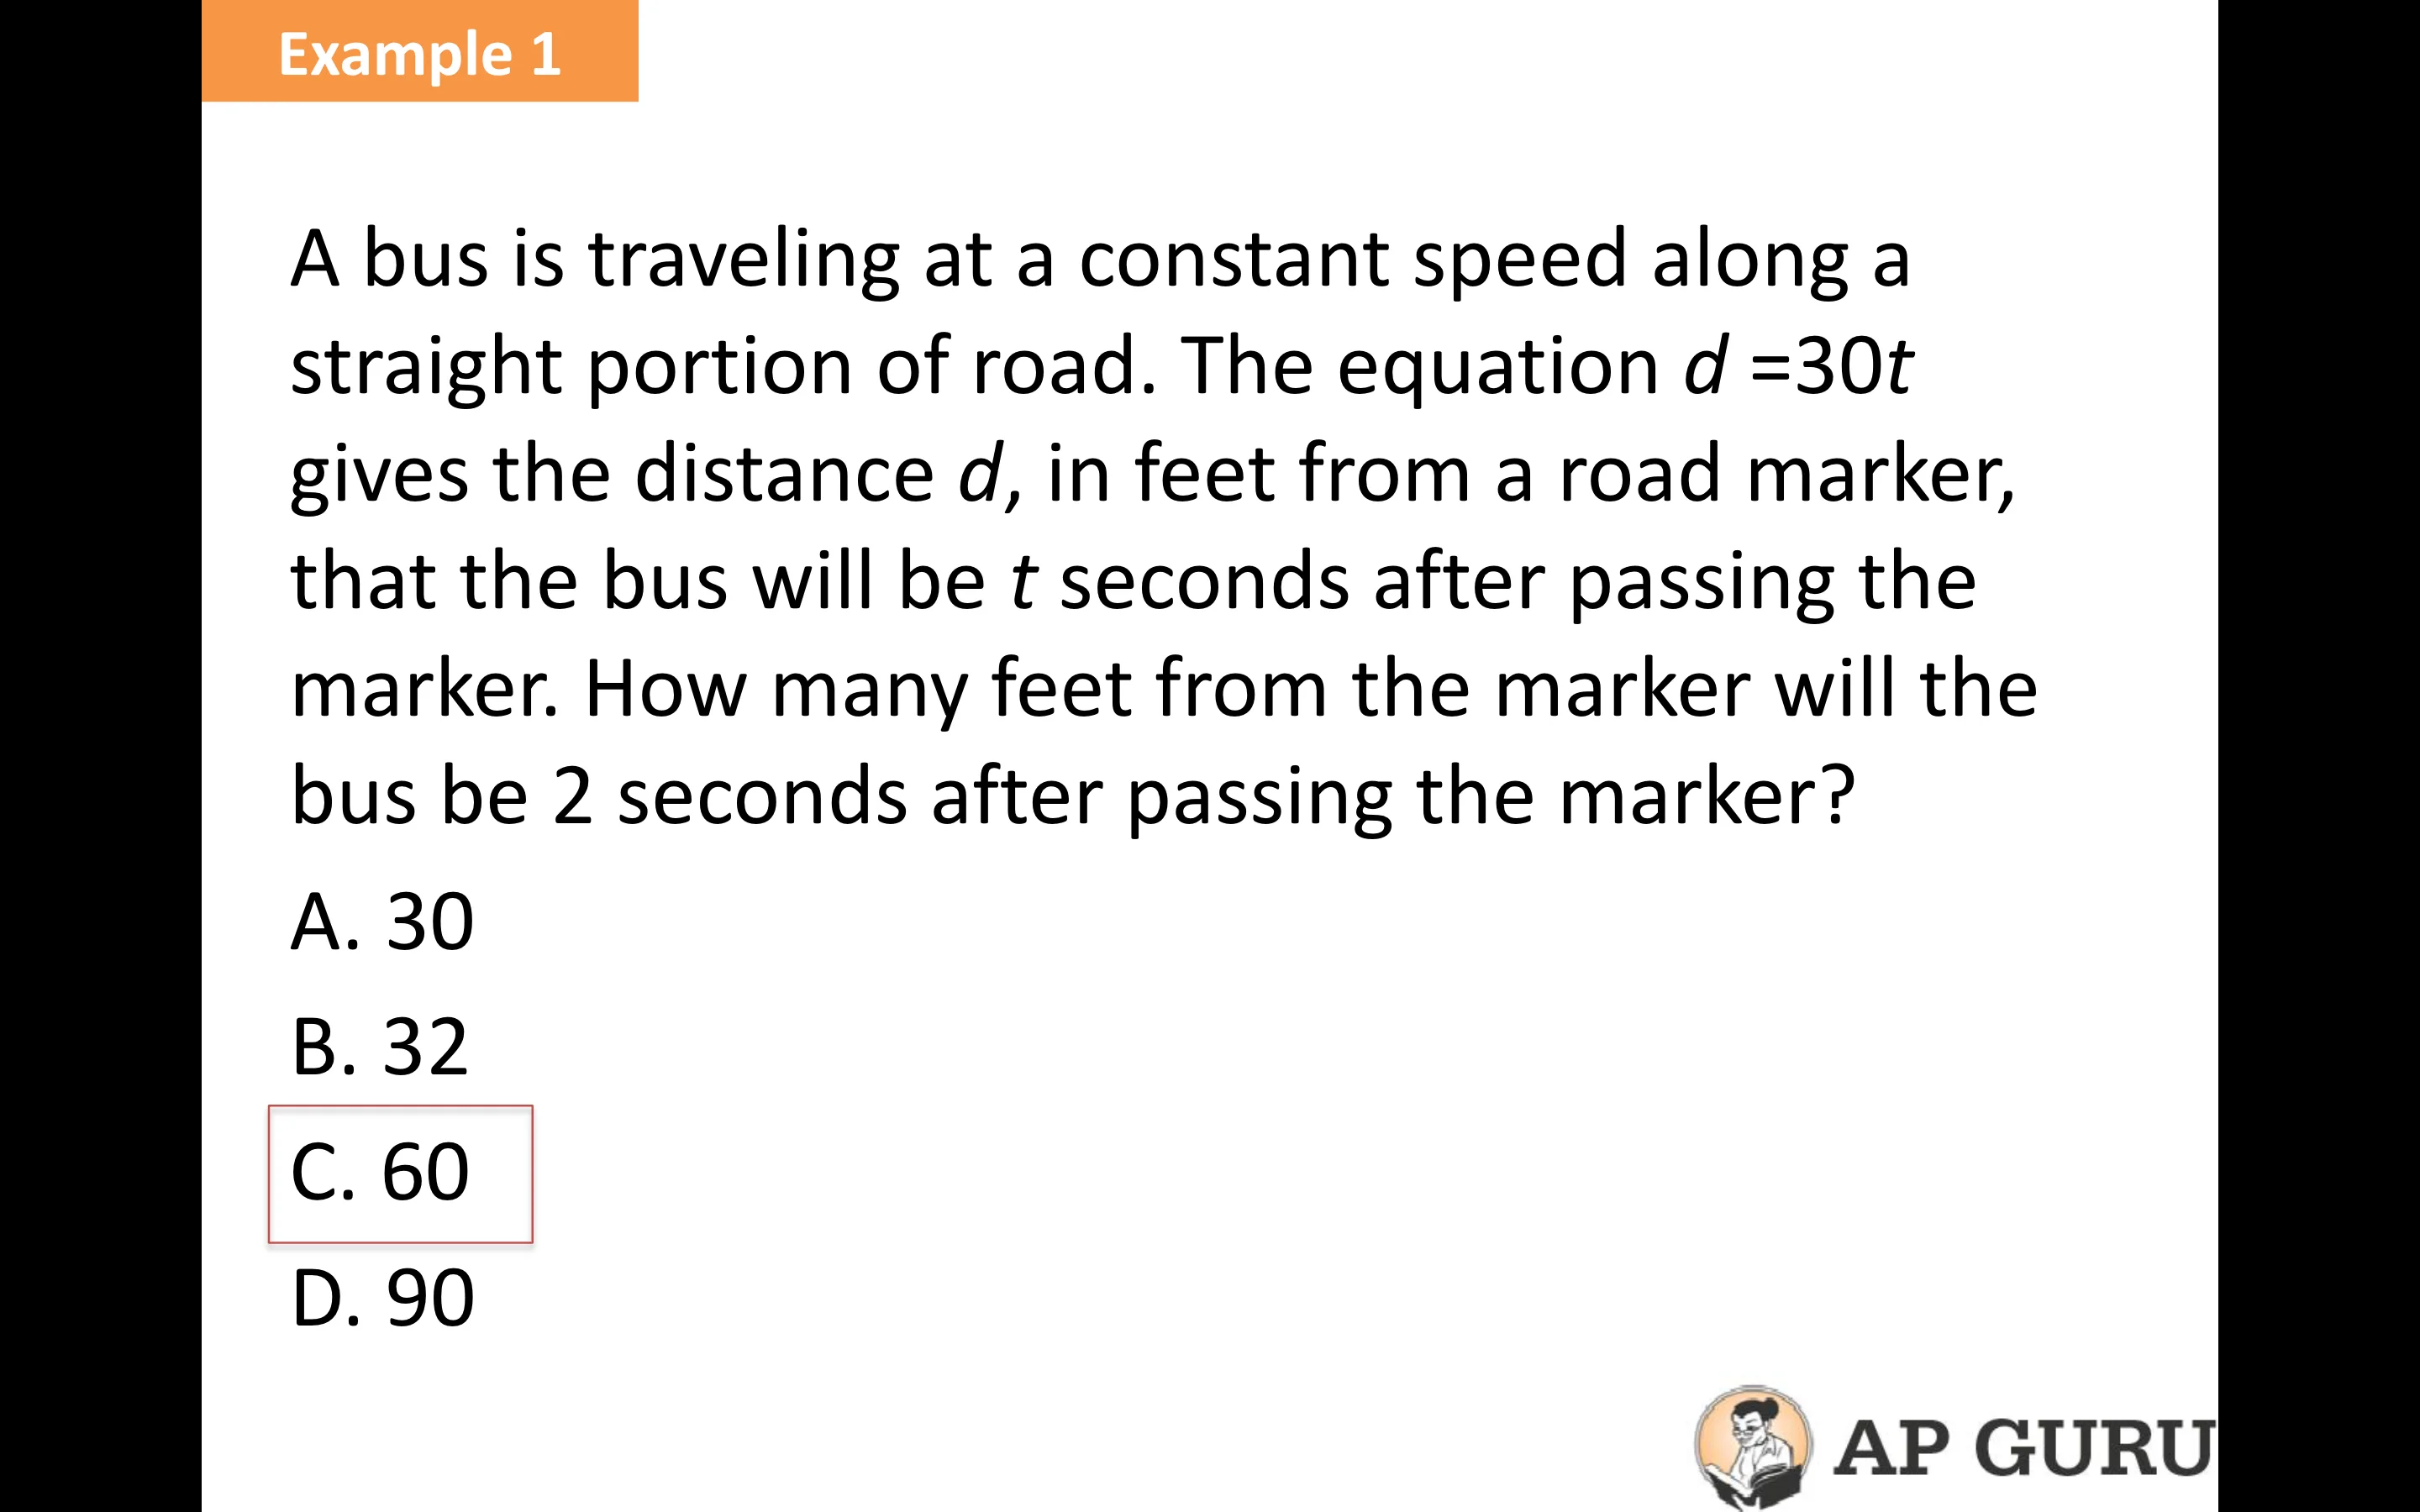 Example 1
A bus is traveling at a constant speed along a
straight portion of road. The equation d =30t
gives the distance d, in feet from a road marker,
that the bus will be t seconds after passing the
marker. How many feet from the marker will the
bus be 2 seconds after passing the marker?
A. 30
B. 32
C. 60
D. 90
AP GURU